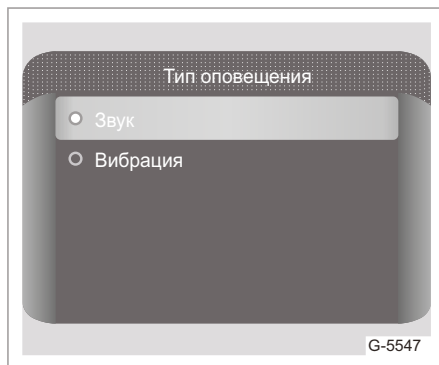 Тип оповещения
Звук
Вибрация
G-5547